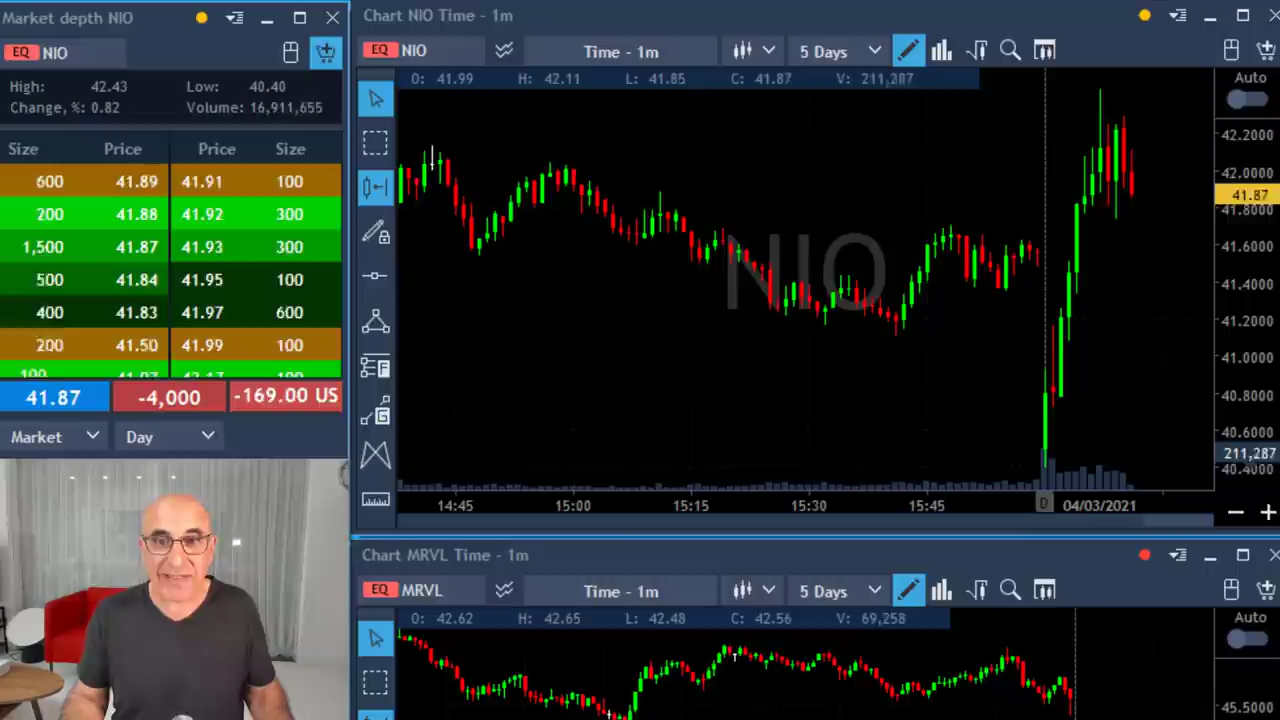 Market depth NIO
EQ NIO
High: 42.43 Low: 40.40
Change, %: 0.82 Volume: 16,911,655
Size Price Price Size
600 41.89 41.91 100
200 41.88 41.92 300
1,500 41.87 41.93 300
500 41.84 41.95 100
400 41.83 41.97 600
200 41.50 41.99 100
100
41.87 -4,000 -169.00 US
Market Day
Chart NIO Time - 1m
EQ NIO Time - 1m 5 Days
O: 41.99 H: 42.11 L: 41.85 C: 41.87 V: 211,287
Auto
NIO
42.2000
42.0000
41.87
41.8000
41.6000
41.4000
41.2000
41.0000
40.8000
40.6000
211,287
40.4000
14:45 15:00 15:15 15:30 15:45 D 04/03/2021
F
G
Chart MRVL Time - 1m
EQ MRVL Time - 1m 5 Days
O: 42.62 H: 42.65 L: 42.48 C: 42.56 V: 69,258
Auto
45.5000